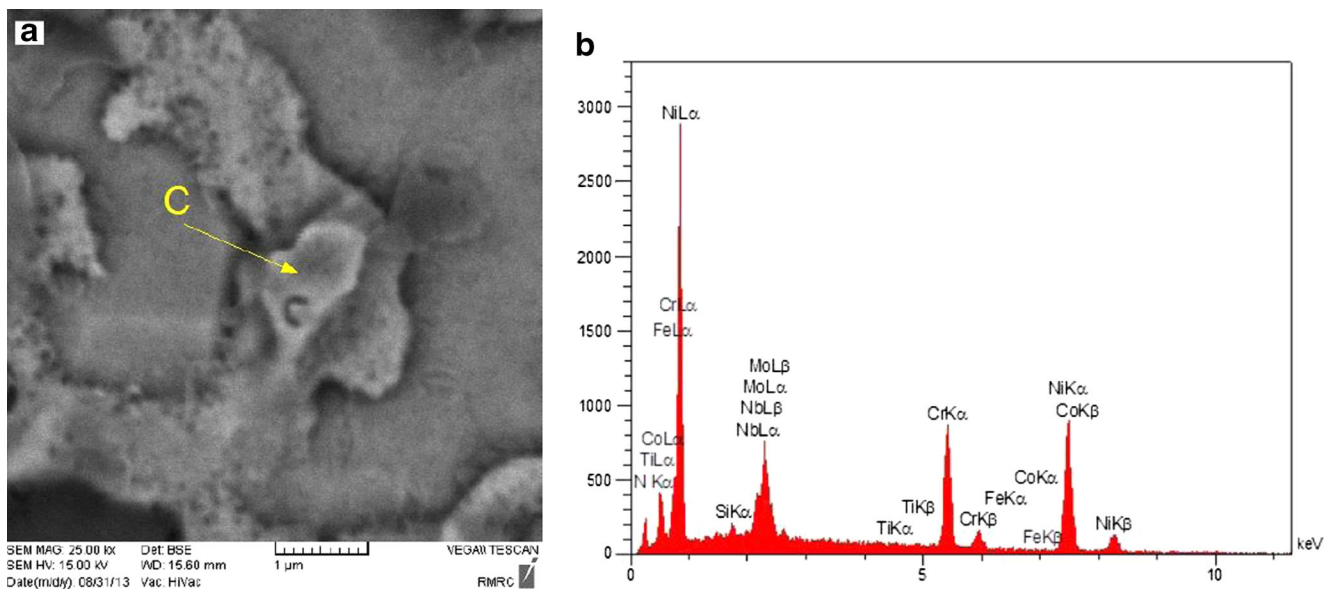 a
C
SEM MAG: 25.00 kx Det: BSE
SEM HV: 15.00 kV WD: 15.60 mm 1 µm VEGA\\ TESCAN
Date(m/d/y): 08/31/13 Vac: HiVac RMRC
b
3000
2500
2000
1500
1000
500
0
NiLα
CrLα
FeLα
CoLα
TiLα
N Kα
SiKα
MoLβ
MoLα
NbLβ
NbLα
TiKα
TiKβ
CrKα
CrKβ
FeKα
CoKα
FeKβ
NiKα
CoKβ
NiKβ
keV
0 5 10